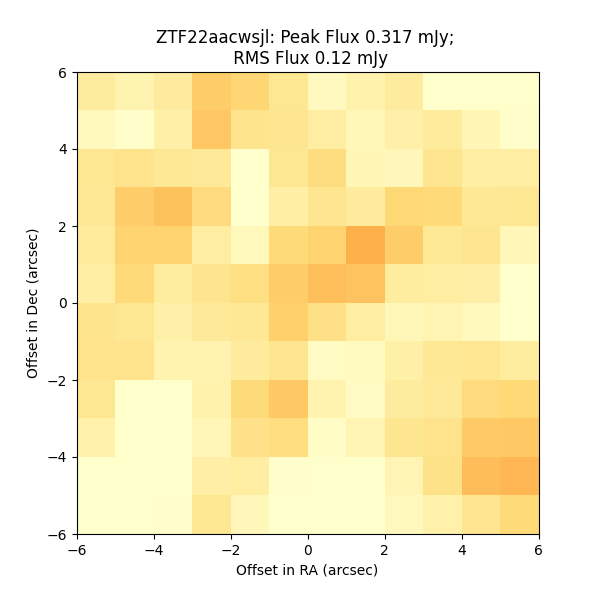 ZTF22aacwsjl: Peak Flux 0.317 mJy;
RMS Flux 0.12 mJy
6
4
2
0
−2
−4
−6
Offset in Dec (arcsec)
−6 −4 −2 0 2 4 6
Offset in RA (arcsec)